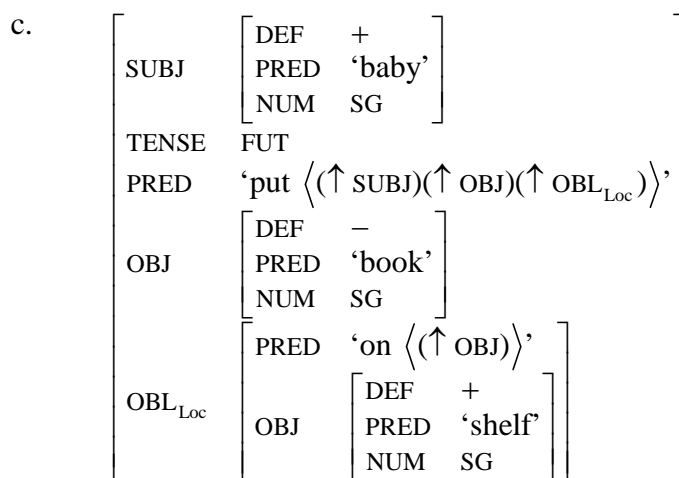 c.
DEF +
SUBJ PRED ‘baby’
NUM SG
TENSE FUT
PRED ‘put ⟨(↑ SUBJ)(↑ OBJ)(↑ OBL_Loc)⟩’
DEF −
OBJ PRED ‘book’
NUM SG
PRED ‘on ⟨(↑ OBJ)⟩’
OBL_Loc
DEF +
OBJ PRED ‘shelf’
NUM SG